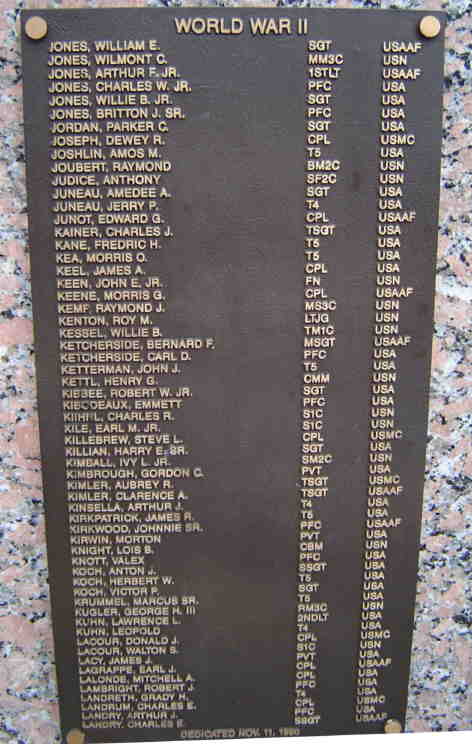 WORLD WAR II
JONES, WILLIAM E. SGT USAAF
JONES, WILMONT C. MM3C USN
JONES, ARTHUR F. JR. 1STLT USAAF
JONES, CHARLES W. JR. PFC USA
JONES, WILLIE B. JR. SGT USA
JONES, BRITTON J. SR. PFC USA
JORDAN, PARKER C. SGT USA
JOSEPH, DEWEY R. CPL USMC
JOSHLIN, AMOS M. T5 USA
JOUBERT, RAYMOND BM2C USN
JUDICE, ANTHONY SF2C USN
JUNEAU, AMEDEE A. SGT USA
JUNEAU, JERRY P. T4 USA
JUNOT, EDWARD G. CPL USAAF
KAINER, CHARLES J. TSGT USA
KANE, FREDRIC H. T5 USA
KEA, MORRIS O. T5 USA
KEEL, JAMES A. CPL USA
KEEN, JOHN E. JR. FN USN
KEENE, MORRIS G. CPL USAAF
KEMP, RAYMOND J. MS3C USN
KENTON, ROY M. LTJG USN
KESSEL, WILLIE B. TM1C USN
KETCHERSIDE, BERNARD F. MSGT USAAF
KETCHERSIDE, CARL D. PFC USA
KETTERMAN, JOHN J. T5 USA
KETTL, HENRY G. CMM USN
KIBBEE, ROBERT W. JR. SGT USA
KIBODEAUX, EMMETT PFC USA
KIIHNL, CHARLES R. S1C USN
KILE, EARL M. JR. S1C USN
KILLEBREW, STEVE L. CPL USMC
KILLIAN, HARRY E. SR. SGT USA
KIMBALL, IVY L. JR. SM2C USN
KIMBROUGH, GORDON C. PVT USA
KIMLER, AUBREY R. TSGT USMC
KIMLER, CLARENCE A. TSGT USAAF
KINSELLA, ARTHUR J. T4 USA
KIRKPATRICK, JAMES R. T5 USA
KIRKWOOD, JOHNNIE SR. PFC USAAF
KIRWIN, MORTON PVT USA
KNIGHT, LOIS B. CBM USN
KNOTT, VALEX PFC USA
KOCH, ANTON J. SSGT USA
KOCH, HERBERT W. T5 USA
KOCH, VICTOR P. SGT USA
KRUMMEL, MARCUS SR. T5 USA
KUGLER, GEORGE H. III RM3C USN
KUHN, LAWRENCE L. 2NDLT USA
KUHN, LEOPOLD T4 USA
LACOUR, DONALD J. CPL USMC
LACOUR, WALTON S. S1C USN
LACY, JAMES J. PVT USA
LAGRAPPE, EARL J. CPL USAAF
LALONDE, MITCHELL A. CPL USA
LAMBRIGHT, ROBERT J. PFC USA
LANDRETH, GRADY H. T4 USA
LANDRUM, CHARLES E. CPL USMC
LANDRY, ARTHUR J. PFC USA
LANDRY, CHARLES E. SSGT USAAF
DEDICATED NOV. 11, 1990